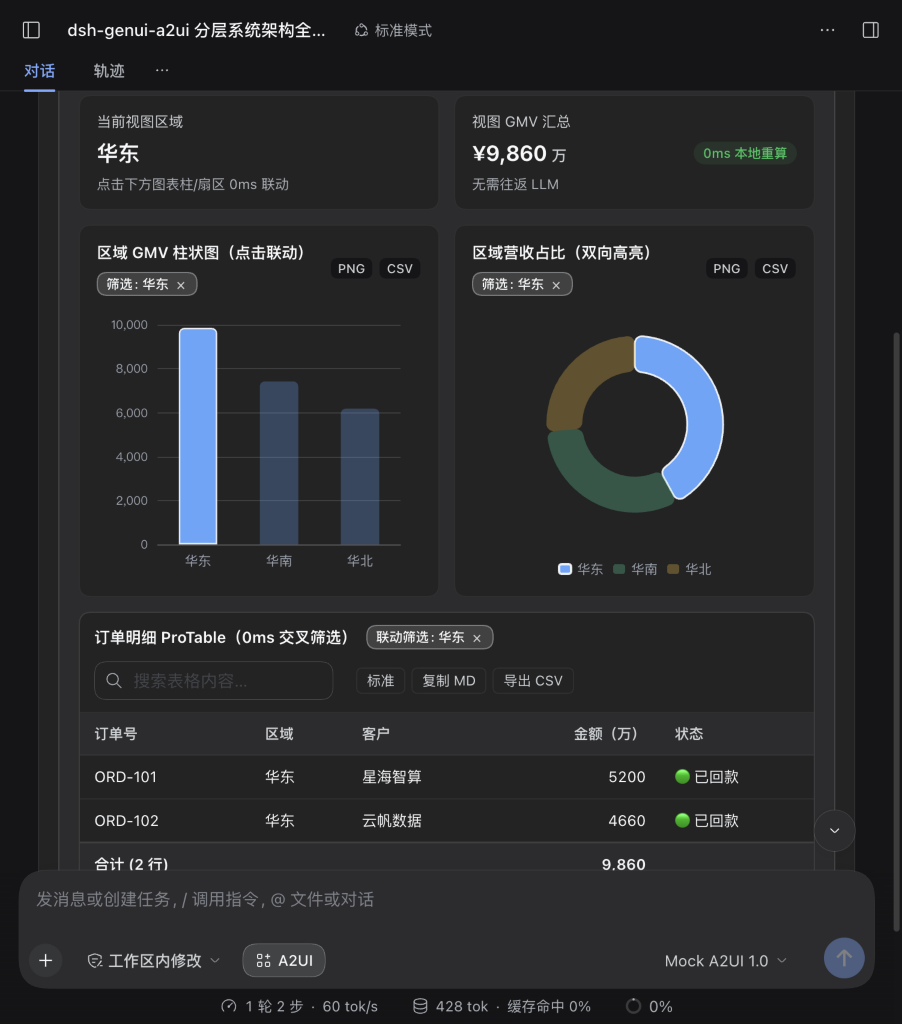 dsh-genui-a2ui 分层系统架构全... 标准模式
对话 轨迹
当前视图区域
华东
点击下方图表柱/扇区 0ms 联动
视图 GMV 汇总
¥9,860 万
0ms 本地重算
无需往返 LLM
区域 GMV 柱状图（点击联动）
PNG CSV
筛选: 华东 ×
10,000
8,000
6,000
4,000
2,000
0
华东 华南 华北
区域营收占比（双向高亮）
PNG CSV
筛选: 华东 ×
华东 华南 华北
订单明细 ProTable（0ms 交叉筛选） 联动筛选: 华东 ×
搜索表格内容... 标准 复制 MD 导出 CSV
订单号 区域 客户 金额（万） 状态
ORD-101 华东 星海智算 5200 已回款
ORD-102 华东 云帆数据 4660 已回款
合计 (2 行) 9,860
发消息或创建任务, / 调用指令, @ 文件或对话
工作区内修改 A2UI Mock A2UI 1.0
1 轮 2 步 · 60 tok/s 428 tok · 缓存命中 0% 0%